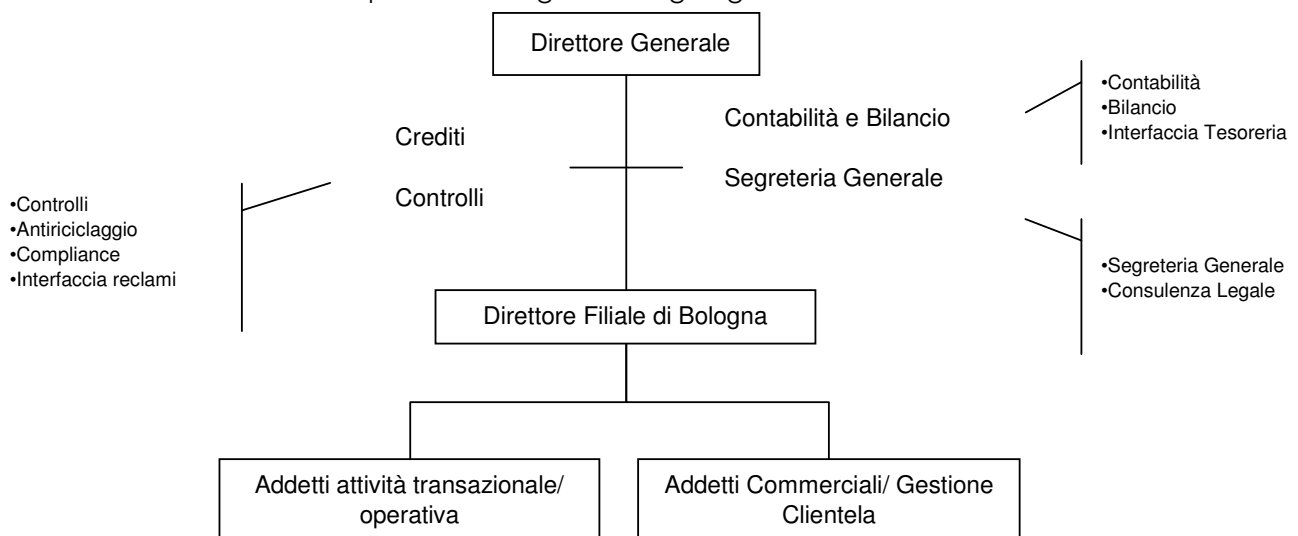 Direttore Generale
•Contabilità
•Bilancio
•Interfaccia Tesoreria
Contabilità e Bilancio
Crediti
Segreteria Generale
Controlli
•Controlli
•Antiriciclaggio
•Compliance
•Interfaccia reclami
•Segreteria Generale
•Consulenza Legale
Direttore Filiale di Bologna
Addetti attività transazionale/
operativa
Addetti Commerciali/ Gestione
Clientela